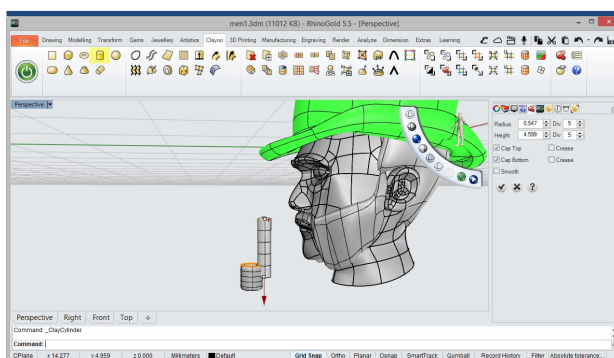 men1.3dm (11012 KB) - RhinoGold 5.5 - [Perspective]
File Drawing Modelling Transform Gems Jewellery Artistics Clayoo 3D Printing Manufacturing Engraving Render Analyze Dimension Extras Learning
Perspective
Radius 0.547 Div 5
Height 4.599 Div 5
Cap Top Crease
Cap Bottom Crease
Smooth
Perspective Right Front Top
Command: _ClayCylinder
Command:
CPlane x 14.277 y 4.959 z 0.000 Millimeters Default Grid Snap Ortho Planar Osnap SmartTrack Gumball Record History Filter Absolute tolerance: